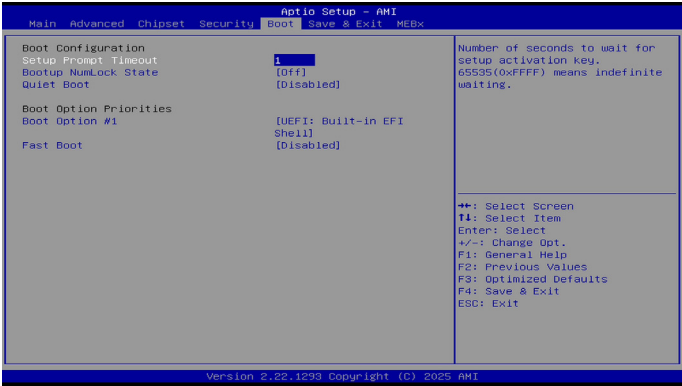 Aptio Setup - AMI
Main Advanced Chipset Security Boot Save & Exit MEBx
Boot Configuration
Setup Prompt Timeout 1
Bootup NumLock State [Off]
Quiet Boot [Disabled]
Boot Option Priorities
Boot Option #1 [UEFI: Built-in EFI
Shell]
Fast Boot [Disabled]
Number of seconds to wait for
setup activation key.
65535(0xFFFF) means indefinite
waiting.
→←: Select Screen
↑↓: Select Item
Enter: Select
+/-: Change Opt.
F1: General Help
F2: Previous Values
F3: Optimized Defaults
F4: Save & Exit
ESC: Exit
Version 2.22.1293 Copyright (C) 2025 AMI